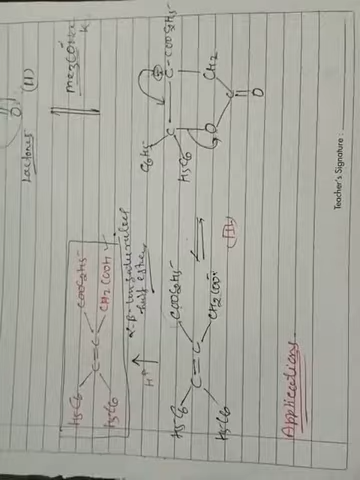 Lactones (II)
Me3COH
K
COOC2H5
CH2COOH
H5C6
C = C
H5C6
H+
α-β-unsaturated
half ester
C - COOC2H5
C6H5
C
CH2
H5C6
O
C
O
H5C6
COOC2H5
C = C
H5C6
CH2COO-
(III)
Applications
Teacher's Signature :